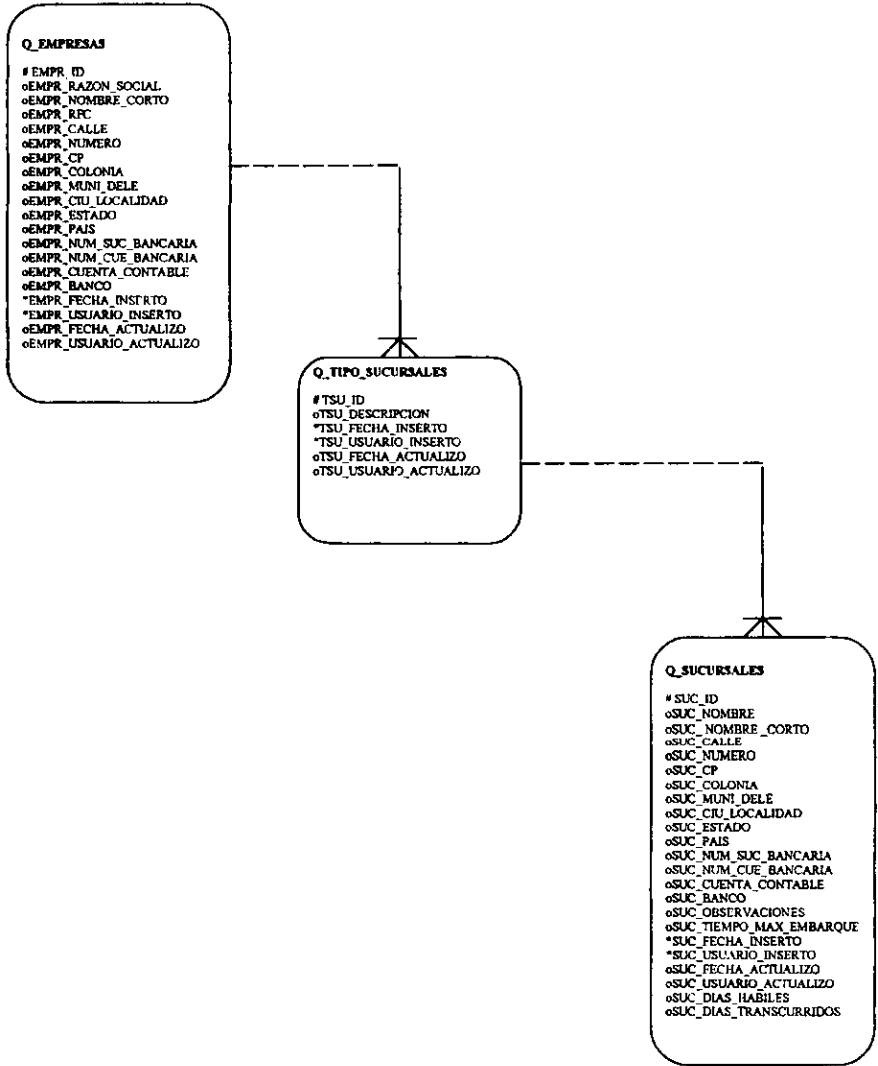 Q_EMPRESAS
# EMPR_ID
oEMPR_RAZON_SOCIAL
oEMPR_NOMBRE_CORTO
oEMPR_RFC
oEMPR_CALLE
oEMPR_NUMERO
oEMPR_CP
oEMPR_COLONIA
oEMPR_MUNI_DELE
oEMPR_CIU_LOCALIDAD
oEMPR_ESTADO
oEMPR_PAIS
oEMPR_NUM_SUC_BANCARIA
oEMPR_NUM_CUE_BANCARIA
oEMPR_CUENTA_CONTABLE
oEMPR_BANCO
*EMPR_FECHA_INSERTO
*EMPR_USUARIO_INSERTO
oEMPR_FECHA_ACTUALIZO
oEMPR_USUARIO_ACTUALIZO
Q_TIPO_SUCURSALES
# TSU_ID
oTSU_DESCRIPCION
*TSU_FECHA_INSERTO
*TSU_USUARIO_INSERTO
oTSU_FECHA_ACTUALIZO
oTSU_USUARIO_ACTUALIZO
Q_SUCURSALES
# SUC_ID
oSUC_NOMBRE
oSUC_NOMBRE_CORTO
oSUC_CALLE
oSUC_NUMERO
oSUC_CP
oSUC_COLONIA
oSUC_MUNI_DELE
oSUC_CIU_LOCALIDAD
oSUC_ESTADO
oSUC_PAIS
oSUC_NUM_SUC_BANCARIA
oSUC_NUM_CUE_BANCARIA
oSUC_CUENTA_CONTABLE
oSUC_BANCO
oSUC_OBSERVACIONES
oSUC_TIEMPO_MAX_EMBARQUE
*SUC_FECHA_INSERTO
*SUC_USUARIO_INSERTO
oSUC_FECHA_ACTUALIZO
oSUC_USUARIO_ACTUALIZO
oSUC_DIAS_HABILES
oSUC_DIAS_TRANSCURRIDOS